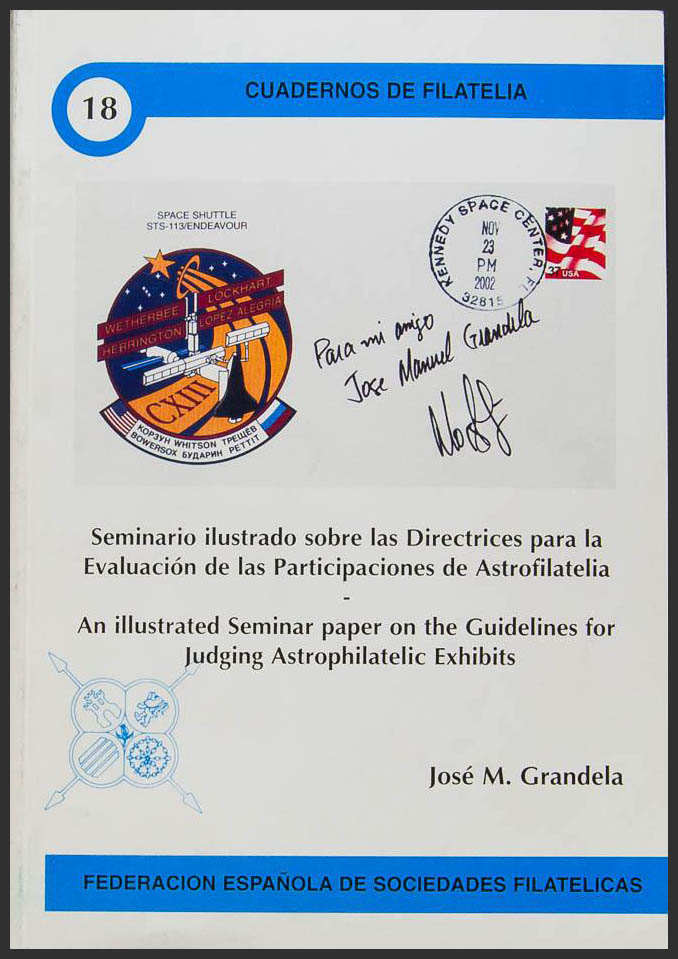 CUADERNOS DE FILATELIA
18
SPACE SHUTTLE
STS-113/ENDEAVOUR
KENNEDY SPACE CENTER, FL
NOV
23
PM
2002
32815
37 USA
WETHERBEE LOCKHART
HERRINGTON LOPEZ-ALEGRIA
CXIII
КОРЗУН WHITSON ТРЕЩЁВ
BOWERSOX БУДАРИН PETTIT
Para mi amigo
Jose Manuel Grandela
Seminario ilustrado sobre las Directrices para la
Evaluación de las Participaciones de Astrofilatelia
-
An illustrated Seminar paper on the Guidelines for
Judging Astrophilatelic Exhibits
José M. Grandela
FEDERACION ESPAÑOLA DE SOCIEDADES FILATELICAS